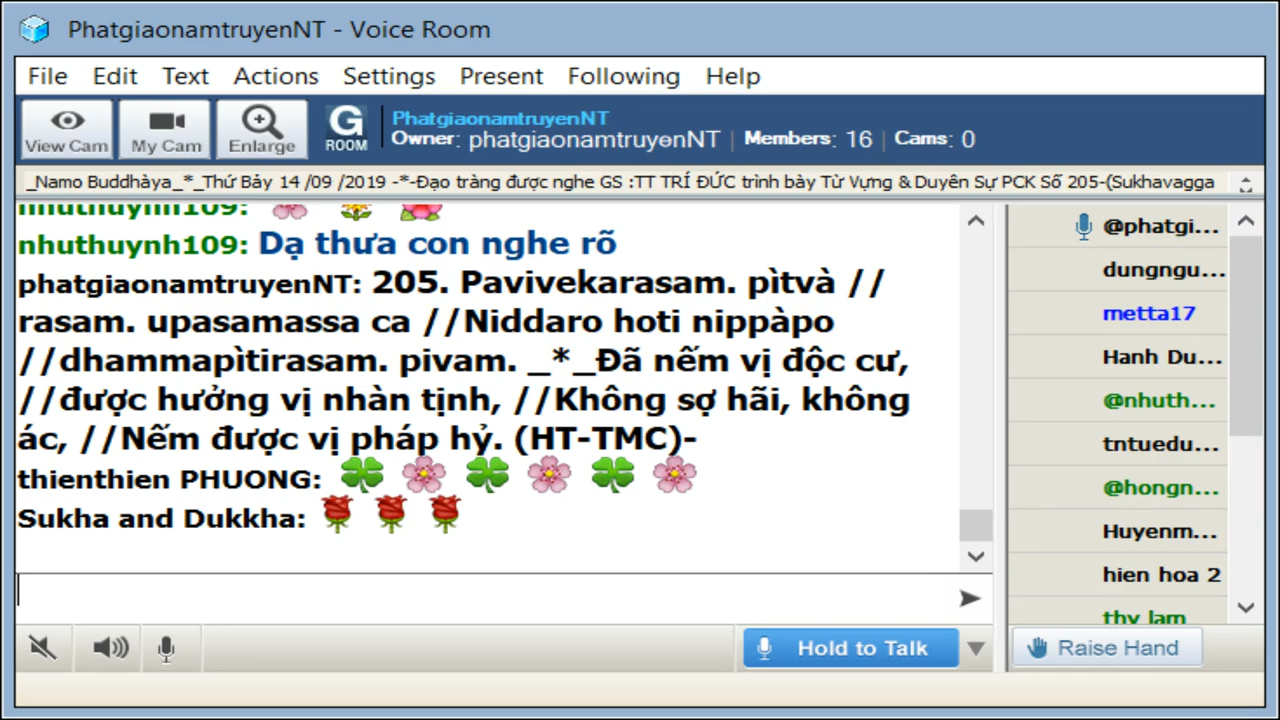 PhatgiaonamtruyenNT - Voice Room
File Edit Text Actions Settings Present Following Help
View Cam My Cam Enlarge G ROOM
PhatgiaonamtruyenNT
Owner: phatgiaonamtruyenNT | Members: 16 | Cams: 0
_Namo Buddhàya_*_Thứ Bảy 14 /09 /2019 -*-Đạo tràng được nghe GS :TT TRÍ ĐỨC trình bày Từ Vựng & Duyên Sự PCK Số 205-(Sukhavagga
nhuthuynh109:
nhuthuynh109: Dạ thưa con nghe rõ
phatgiaonamtruyenNT: 205. Pavivekarasam. pìtvà //
rasam. upasamassa ca //Niddaro hoti nippàpo
//dhammapìtirasam. pivam. _*_Đã nếm vị độc cư,
//được hưởng vị nhàn tịnh, //Không sợ hãi, không
ác, //Nếm được vị pháp hỷ. (HT-TMC)-
thienthien PHUONG:
Sukha and Dukkha:
@phatgi...
dungngu...
metta17
Hanh Du...
@nhuth...
tntuedu...
@hongn...
Huyenm...
hien hoa 2
thy lam
Hold to Talk
Raise Hand